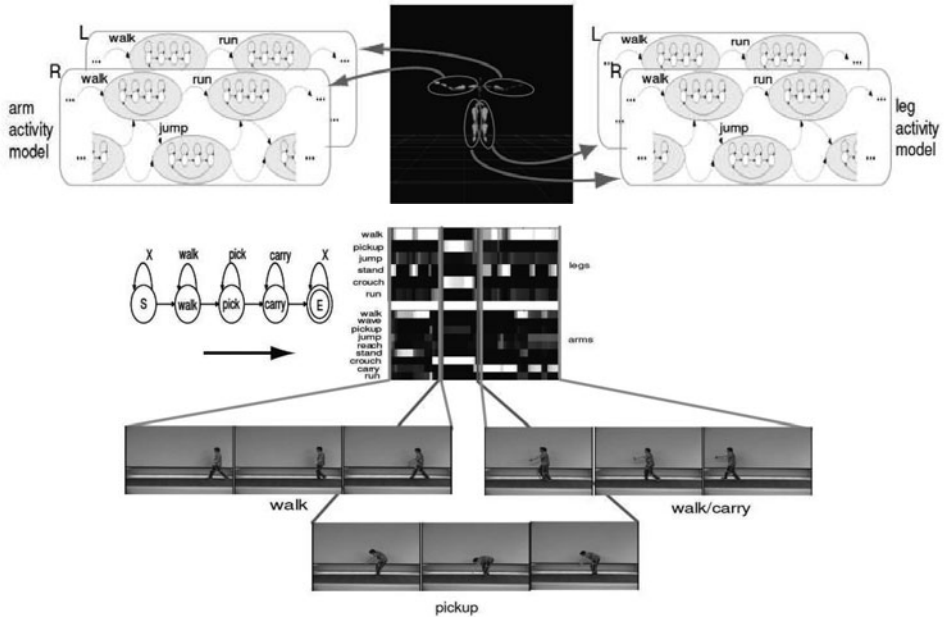 L
walk
run
...
R
walk
run
...
...
arm
activity
model
jump
...
...
L
walk
run
...
R
walk
run
...
...
leg
activity
model
jump
...
...
X
walk
pick
carry
X
S
walk
pick
carry
E
walk
pickup
jump
stand
crouch
run
legs
walk
wave
pickup
jump
reach
stand
crouch
carry
run
arms
walk
walk/carry
pickup